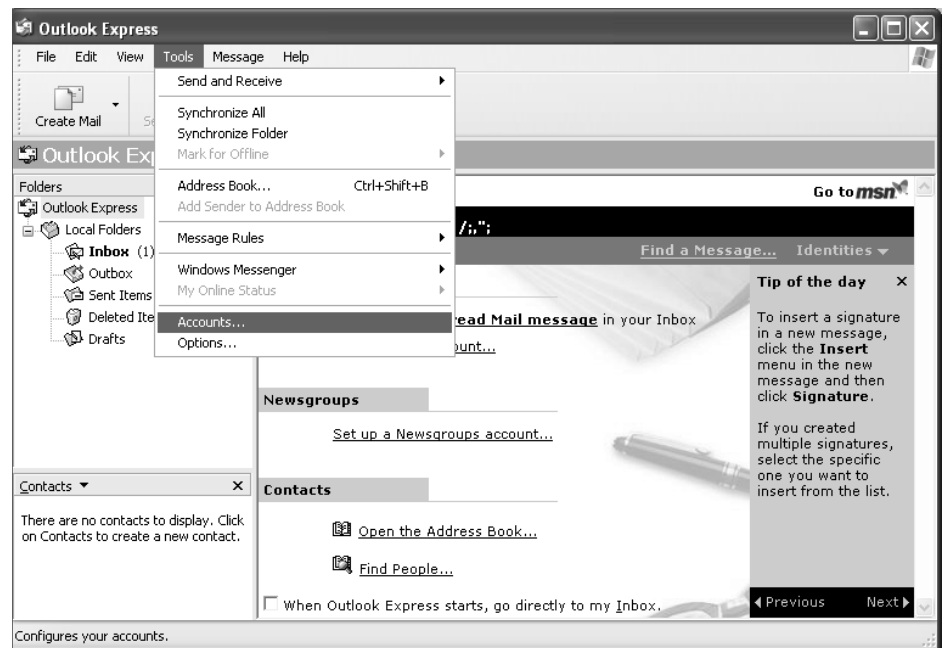 Outlook Express
File Edit View Tools Message Help
Create Mail
Send and Receive
Synchronize All
Synchronize Folder
Mark for Offline
Address Book... Ctrl+Shift+B
Add Sender to Address Book
Message Rules
Windows Messenger
My Online Status
Accounts...
Options...
Outlook Exp
Folders
Outlook Express
Local Folders
Inbox (1)
Outbox
Sent Items
Deleted Ite
Drafts
Contacts
There are no contacts to display. Click
on Contacts to create a new contact.
Go to msn
/;,";
Find a Message... Identities
ead Mail message in your Inbox
ount...
Newsgroups
Set up a Newsgroups account...
Contacts
Open the Address Book...
Find People...
When Outlook Express starts, go directly to my Inbox.
Tip of the day X
To insert a signature
in a new message,
click the Insert
menu in the new
message and then
click Signature.
If you created
multiple signatures,
select the specific
one you want to
insert from the list.
Previous Next
Configures your accounts.